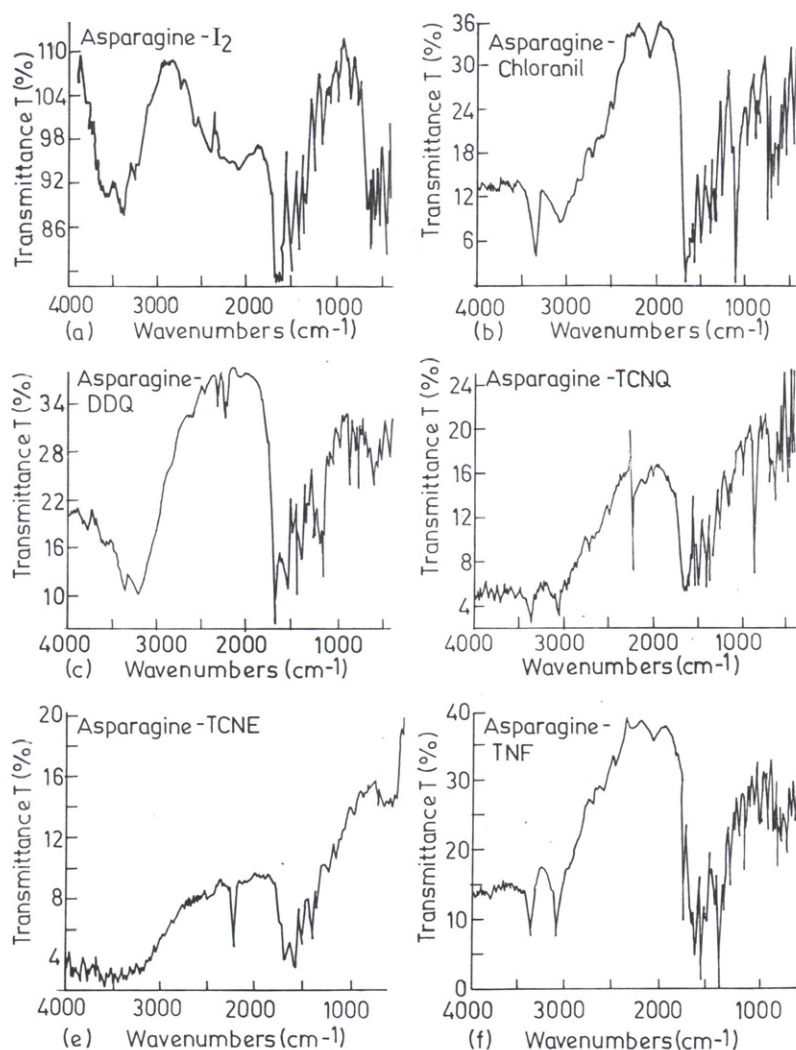 Asparagine-I2
Transmittance T (%)
110
104
98
92
86
4000 3000 2000 1000
(a) Wavenumbers (cm-1)
Asparagine-
Chloranil
Transmittance T (%)
36
30
24
18
12
6
4000 3000 2000 1000
(b) Wavenumbers (cm-1)
Asparagine-
DDQ
Transmittance T (%)
34
28
22
16
10
4000 3000 2000 1000
(c) Wavenumbers (cm-1)
Asparagine-TCNQ
Transmittance T (%)
24
20
16
12
8
4
4000 3000 2000 1000
Wavenumbers (cm-1)
Asparagine-TCNE
Transmittance T (%)
20
16
12
8
4
4000 3000 2000 1000
(e) Wavenumbers (cm-1)
Asparagine-
TNF
Transmittance T (%)
40
30
20
10
0
4000 3000 2000 1000
(f) Wavenumbers (cm-1)